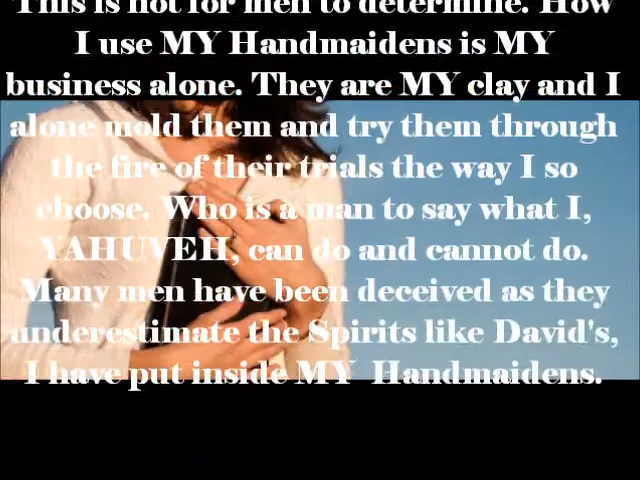 This is not for men to determine. How
I use MY Handmaidens is MY
business alone. They are MY clay and I
alone mold them and try them through
the fire of their trials the way I so
choose. Who is a man to say what I,
YAHUVEH, can do and cannot do.
Many men have been deceived as they
underestimate the Spirits like David's,
I have put inside MY Handmaidens.